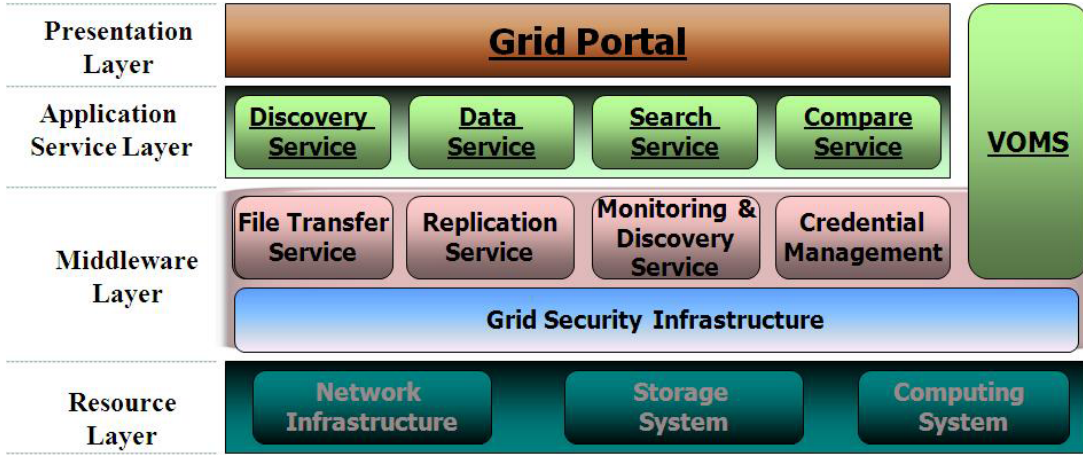 Presentation
Layer
Grid Portal
VOMS
Application
Service Layer
Discovery
Service
Data
Service
Search
Service
Compare
Service
Middleware
Layer
File Transfer
Service
Replication
Service
Monitoring &
Discovery
Service
Credential
Management
Grid Security Infrastructure
Resource
Layer
Network
Infrastructure
Storage
System
Computing
System